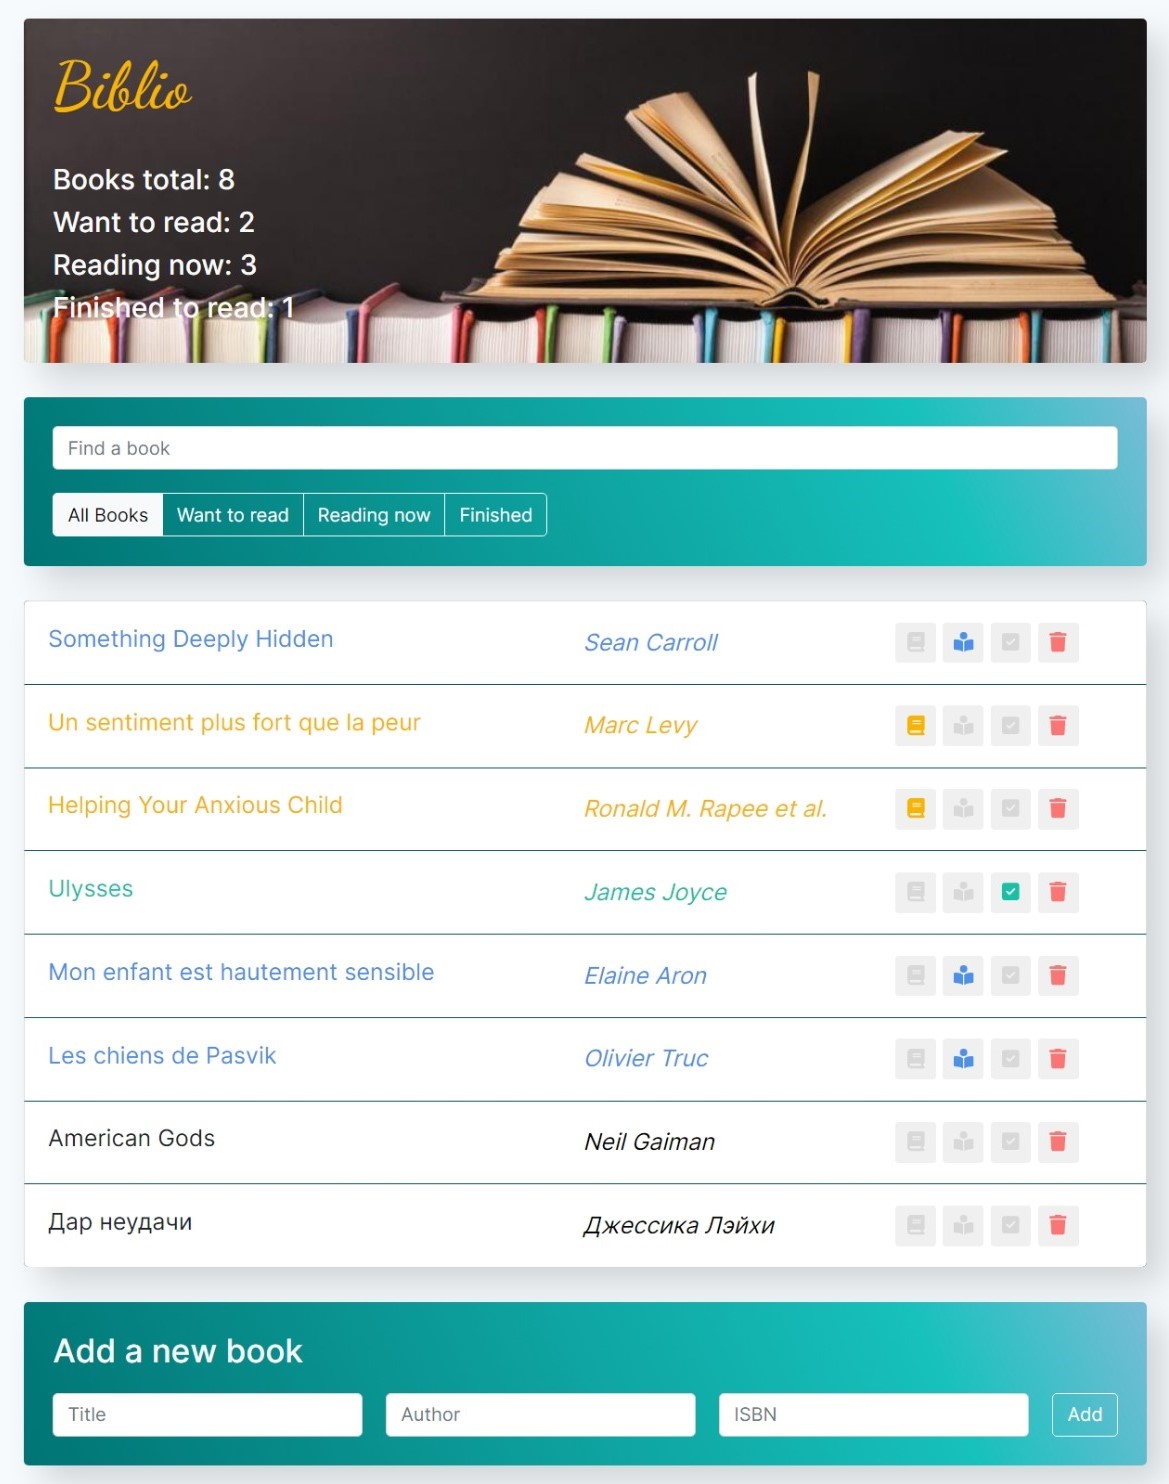 Biblio
Books total: 8
Want to read: 2
Reading now: 3
Finished to read: 1
Find a book
All Books Want to read Reading now Finished
Something Deeply Hidden Sean Carroll
Un sentiment plus fort que la peur Marc Levy
Helping Your Anxious Child Ronald M. Rapee et al.
Ulysses James Joyce
Mon enfant est hautement sensible Elaine Aron
Les chiens de Pasvik Olivier Truc
American Gods Neil Gaiman
Дар неудачи Джессика Лэйхи
Add a new book
Title Author ISBN Add